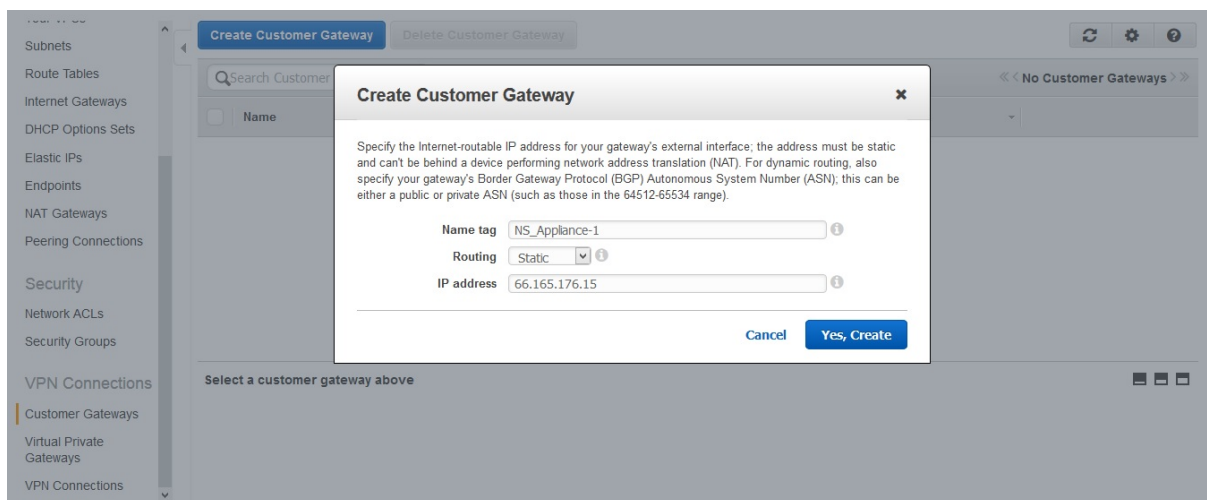 Subnets
Route Tables
Internet Gateways
DHCP Options Sets
Elastic IPs
Endpoints
NAT Gateways
Peering Connections
Security
Network ACLs
Security Groups
VPN Connections
Customer Gateways
Virtual Private
Gateways
VPN Connections
Create Customer Gateway
Delete Customer Gateway
Search Customer
No Customer Gateways
Name
Create Customer Gateway
Specify the Internet-routable IP address for your gateway's external interface; the address must be static
and can't be behind a device performing network address translation (NAT). For dynamic routing, also
specify your gateway's Border Gateway Protocol (BGP) Autonomous System Number (ASN); this can be
either a public or private ASN (such as those in the 64512-65534 range).
Name tag NS_Appliance-1
Routing Static
IP address 66.165.176.15
Cancel Yes, Create
Select a customer gateway above